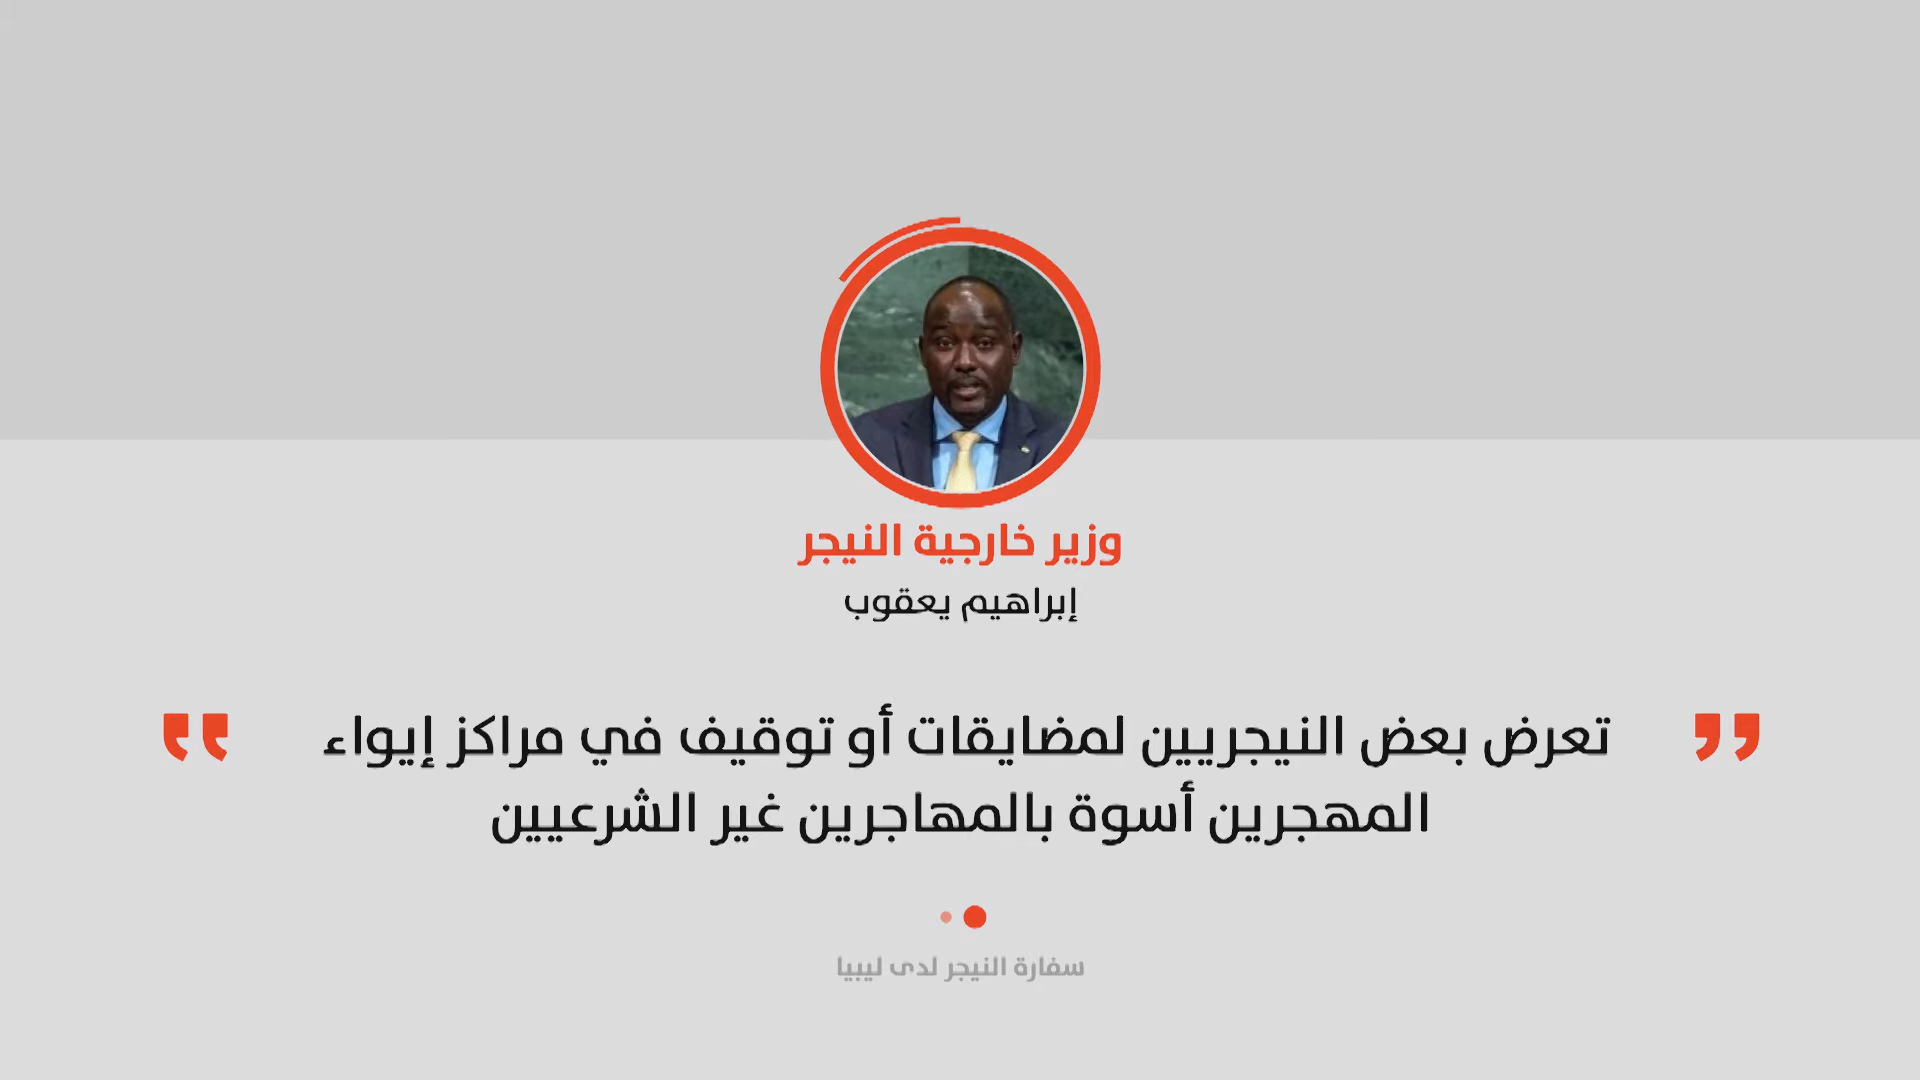 وزير خارجية النيجر
إبراهيم يعقوب
" تعرض بعض النيجريين لمضايقات أو توقيف في مراكز إيواء "
المهجرين أسوة بالمهاجرين غير الشرعيين
سفارة النيجر لدى ليبيا